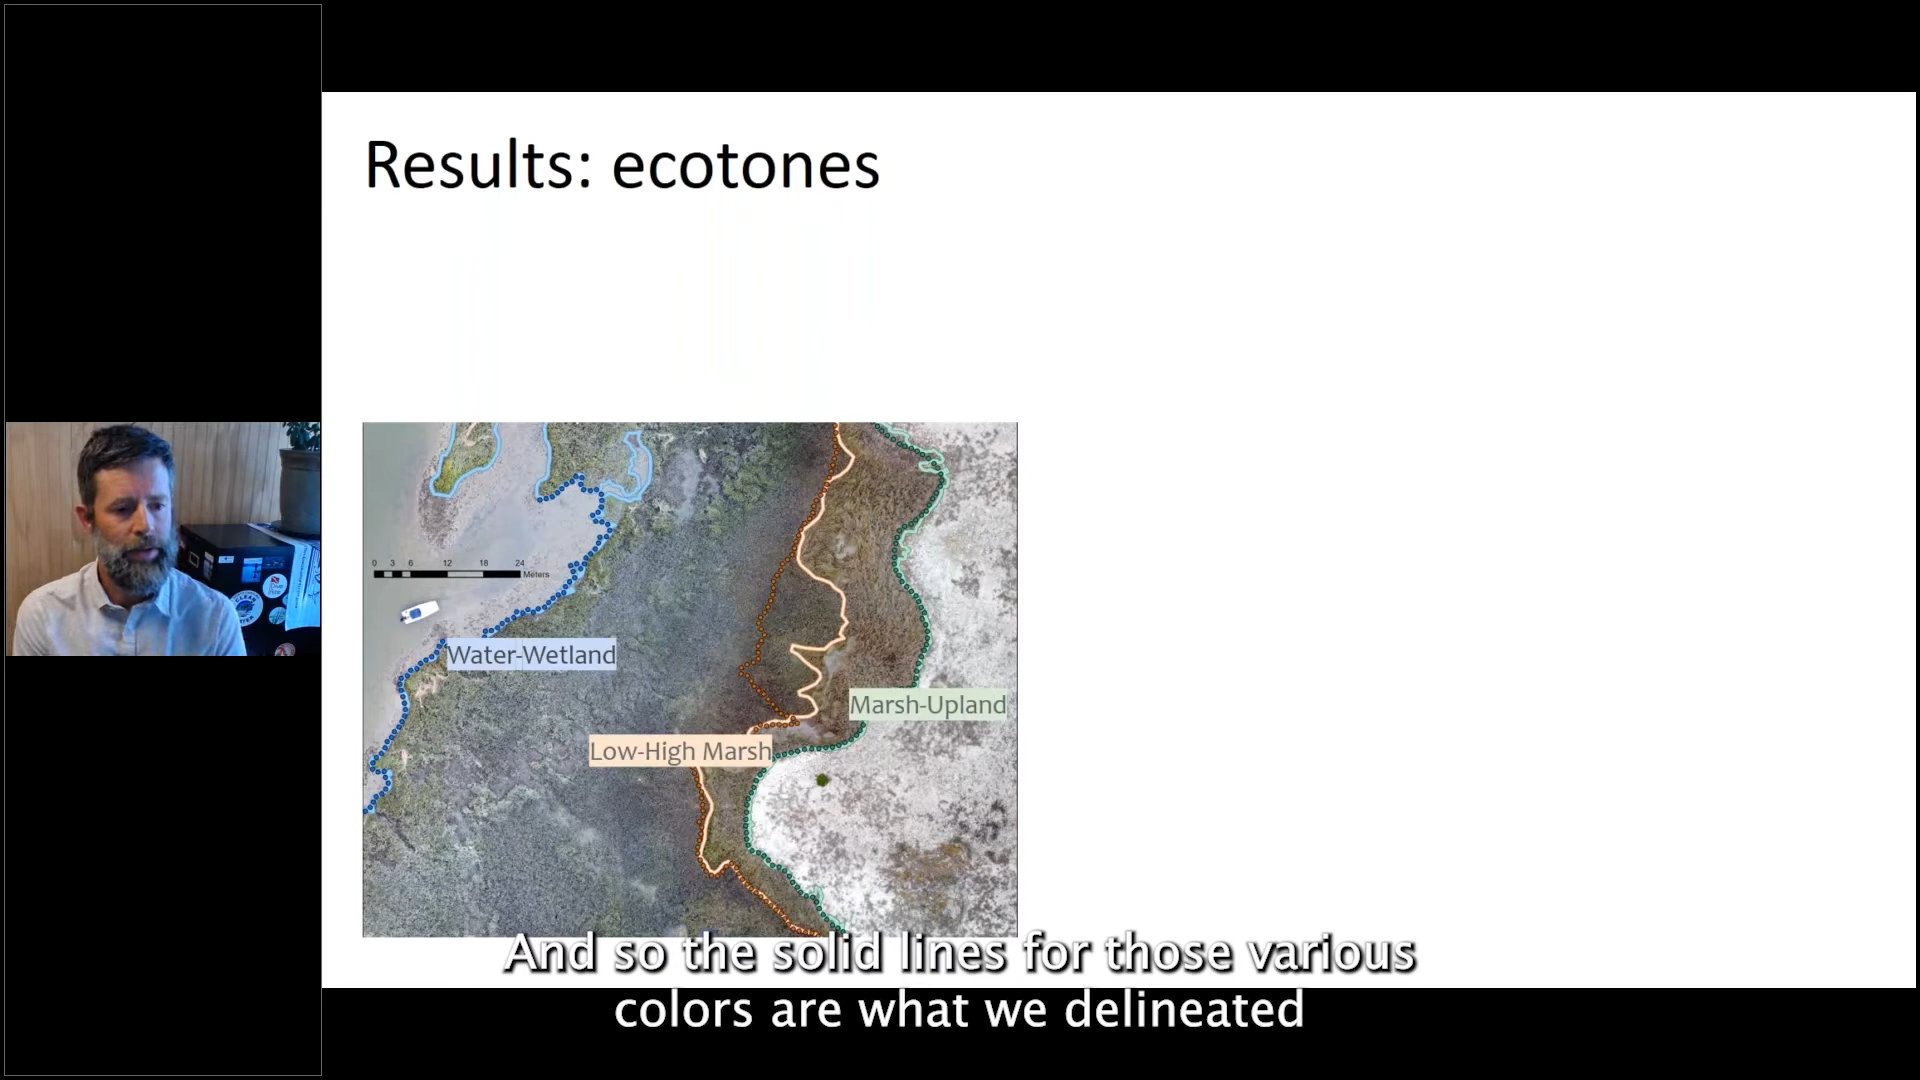 Results: ecotones
0 3 6 12 18 24
Meters
Water-Wetland
Marsh-Upland
Low-High Marsh
CLEAN
And so the solid lines for those various
colors are what we delineated